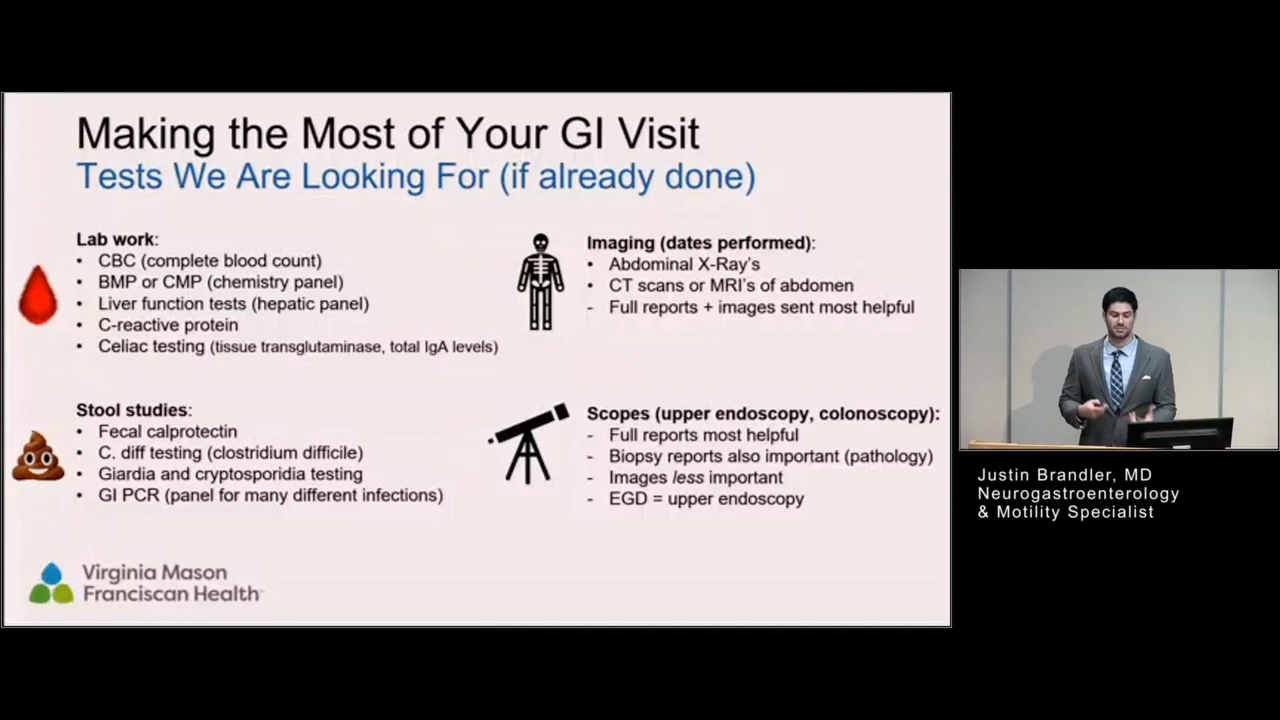 Making the Most of Your GI Visit
Tests We Are Looking For (if already done)
Lab work:
• CBC (complete blood count)
• BMP or CMP (chemistry panel)
• Liver function tests (hepatic panel)
• C-reactive protein
• Celiac testing (tissue transglutaminase, total IgA levels)
Stool studies:
• Fecal calprotectin
• C. diff testing (clostridium difficile)
• Giardia and cryptosporidia testing
• GI PCR (panel for many different infections)
Imaging (dates performed):
• Abdominal X-Ray's
• CT scans or MRI's of abdomen
- Full reports + images sent most helpful
Scopes (upper endoscopy, colonoscopy):
- Full reports most helpful
- Biopsy reports also important (pathology)
- Images less important
- EGD = upper endoscopy
Virginia Mason
Franciscan Health
Justin Brandler, MD
Neurogastroenterology
& Motility Specialist